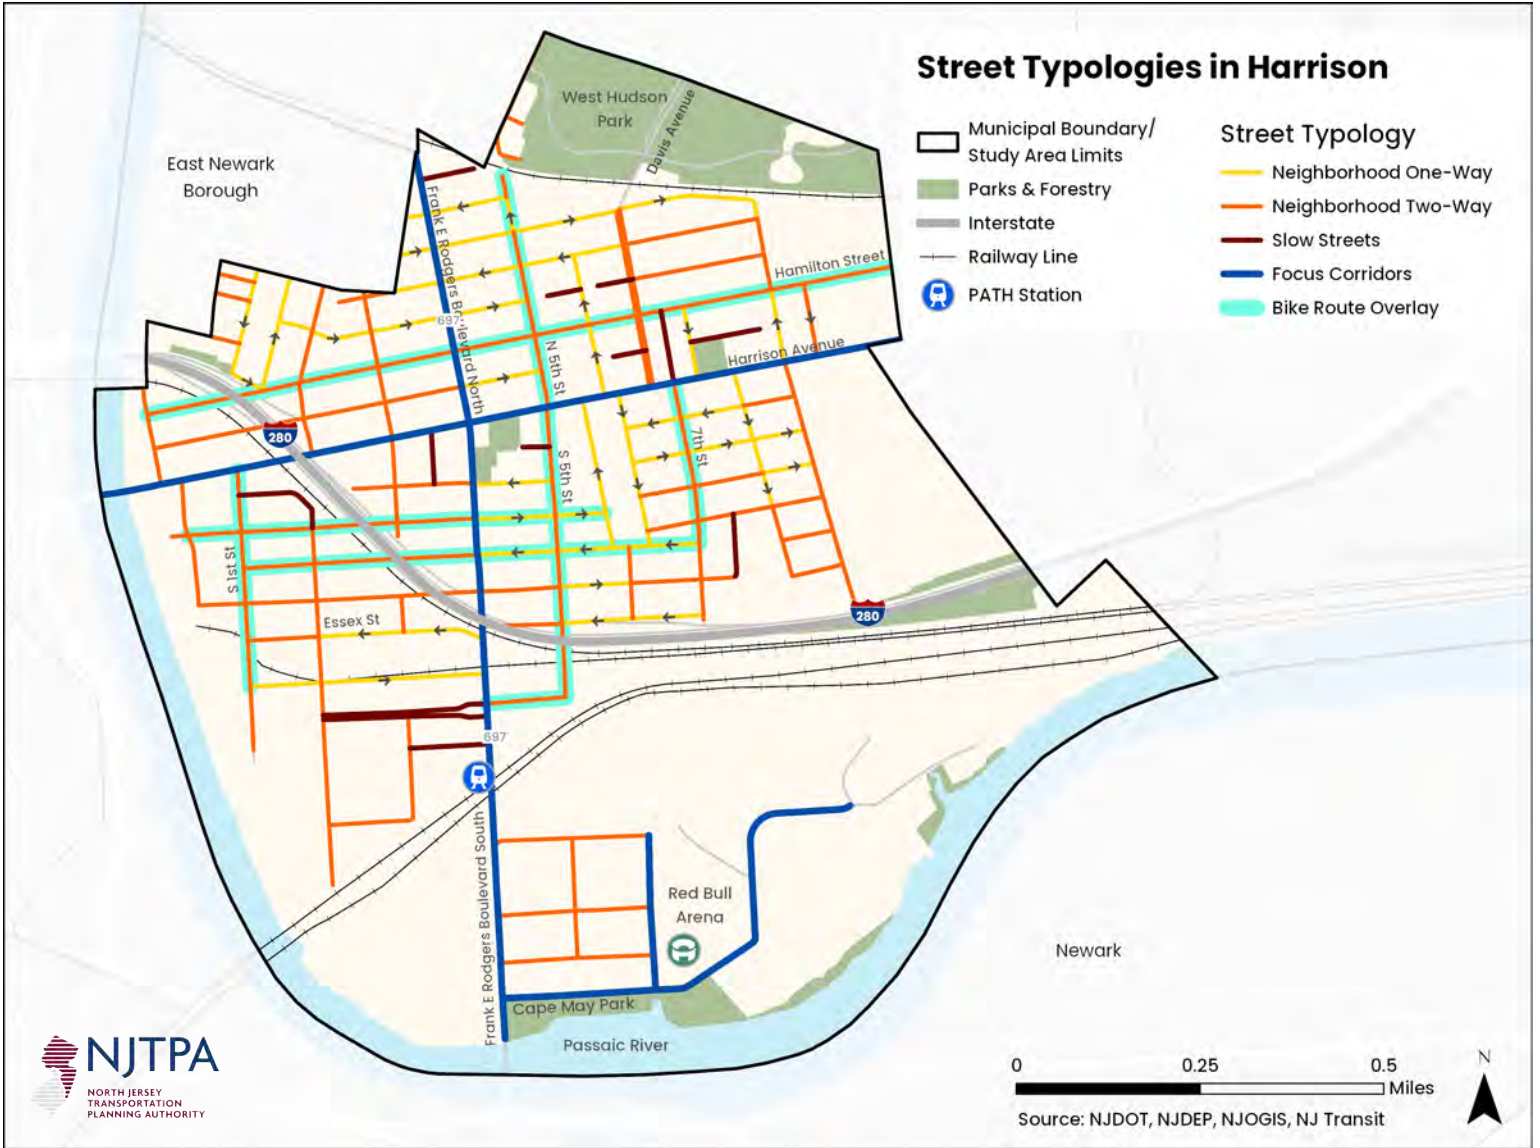 Street Typologies in Harrison
Municipal Boundary/
Study Area Limits
Parks & Forestry
Interstate
Railway Line
PATH Station
Street Typology
Neighborhood One-Way
Neighborhood Two-Way
Slow Streets
Focus Corridors
Bike Route Overlay
West Hudson
Park
Davis Avenue
East Newark
Borough
Frank E Rodgers Boulevard North
697
Hamilton Street
Harrison Avenue
N 5th St
280
7th St
S 5th St
S 1st St
Essex St
280
697
Frank E Rodgers Boulevard South
Red Bull
Arena
Cape May Park
Passaic River
Newark
NJTPA
NORTH JERSEY
TRANSPORTATION
PLANNING AUTHORITY
0 0.25 0.5
Miles
N
Source: NJDOT, NJDEP, NJOGIS, NJ Transit